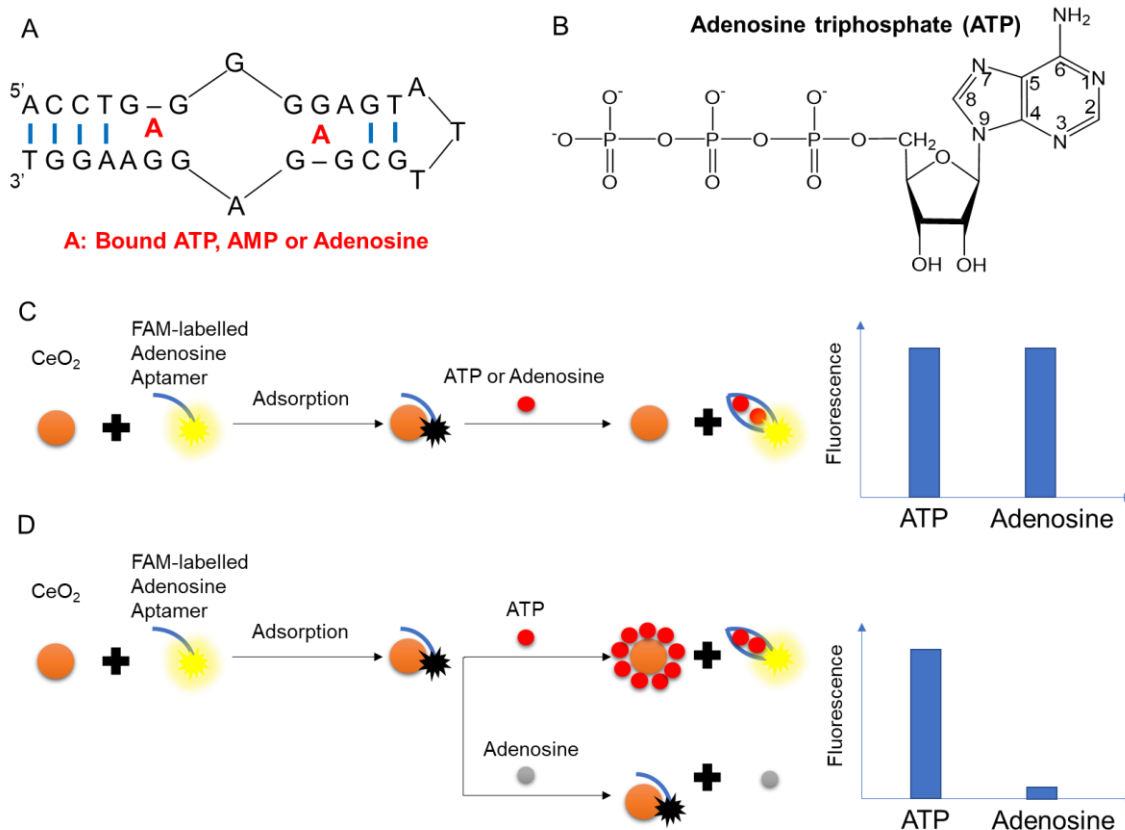 A
G
5’ A C C T G – G G G A G T A
A A T
T G G A A G G G – G C G T
3’
A
A: Bound ATP, AMP or Adenosine
B
Adenosine triphosphate (ATP)
NH2
6
N 7 5 1 N
8 4 2
9 N 3 N
O- O- O-
-O P O P O P O CH2 O
O O O
OH OH
C
CeO2
FAM-labelled
Adenosine
Aptamer
Adsorption
ATP or Adenosine
Fluorescence
ATP Adenosine
D
CeO2
FAM-labelled
Adenosine
Aptamer
Adsorption
ATP
Adenosine
Fluorescence
ATP Adenosine